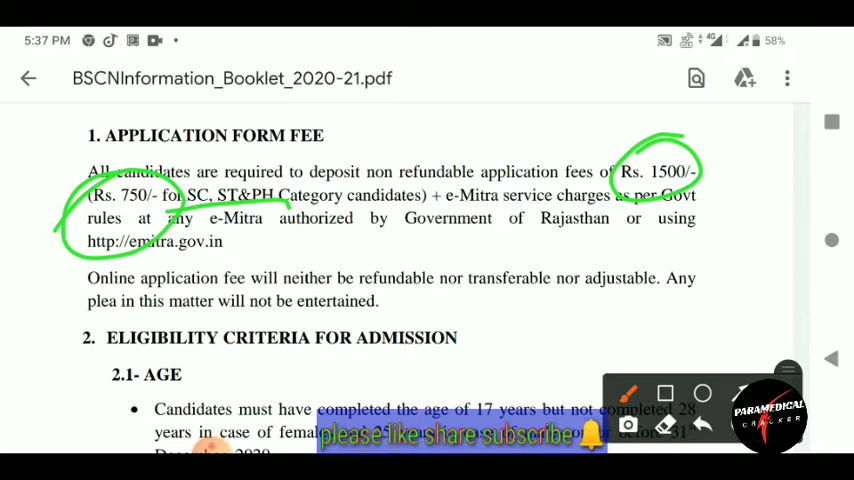 5:37 PM
4G
58%
BSCNInformation_Booklet_2020-21.pdf
1. APPLICATION FORM FEE
All candidates are required to deposit non refundable application fees of Rs. 1500/-
(Rs. 750/- for SC, ST&PH Category candidates) + e-Mitra service charges as per Govt
rules at any e-Mitra authorized by Government of Rajasthan or using
http://emitra.gov.in
Online application fee will neither be refundable nor transferable nor adjustable. Any
plea in this matter will not be entertained.
2. ELIGIBILITY CRITERIA FOR ADMISSION
2.1- AGE
• Candidates must have completed the age of 17 years but not completed 28
years in case of female
31st
please like share subscribe
PARAMEDICAL
CRACKER